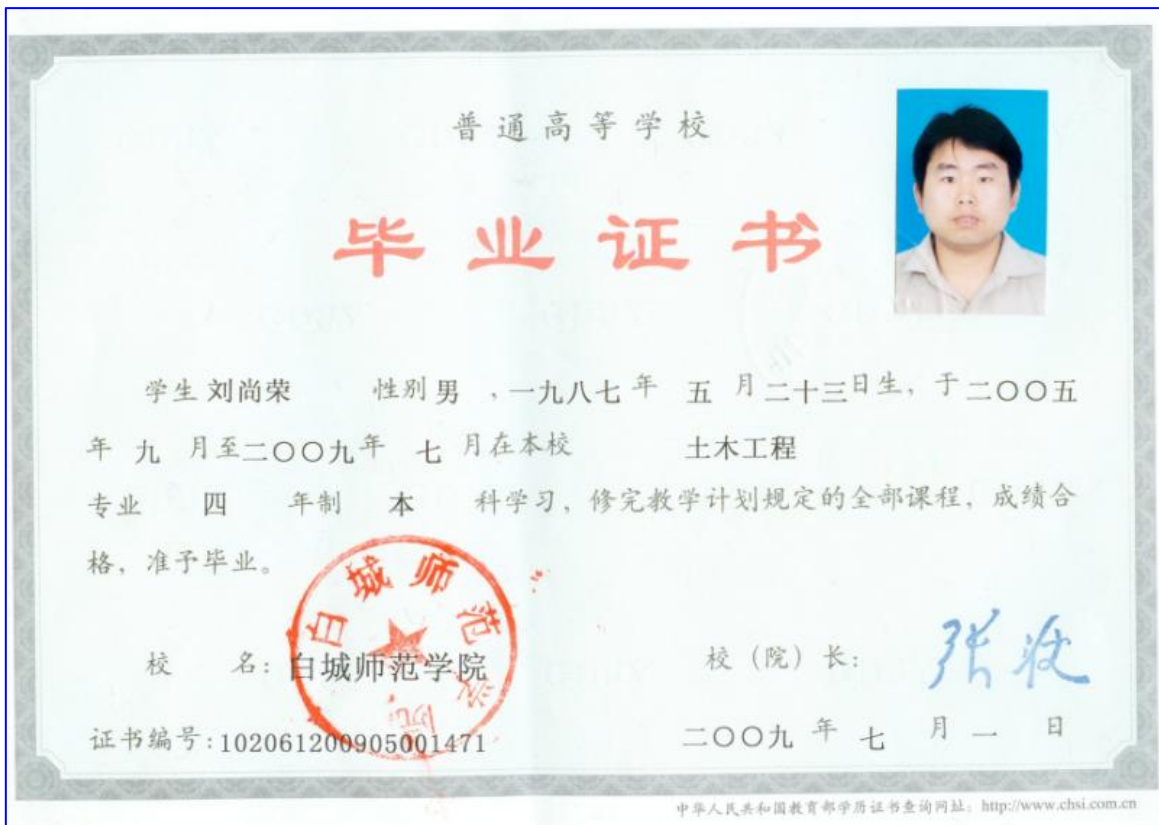 普通高等学校
毕业证书
学生 刘尚荣 性别 男 ，一九八七 年 五 月 二十三 日生，于 二〇〇五
年 九 月至 二〇〇九 年 七 月在本校 土木工程
专业 四 年制 本 科学习，修完教学计划规定的全部课程，成绩合
格，准予毕业。
白城师范学院
校 名：白城师范学院 校（院）长：
证书编号：102061200905001471 二〇〇九 年 七 月 一 日
中华人民共和国教育部学历证书查询网址：http://www.chsi.com.cn